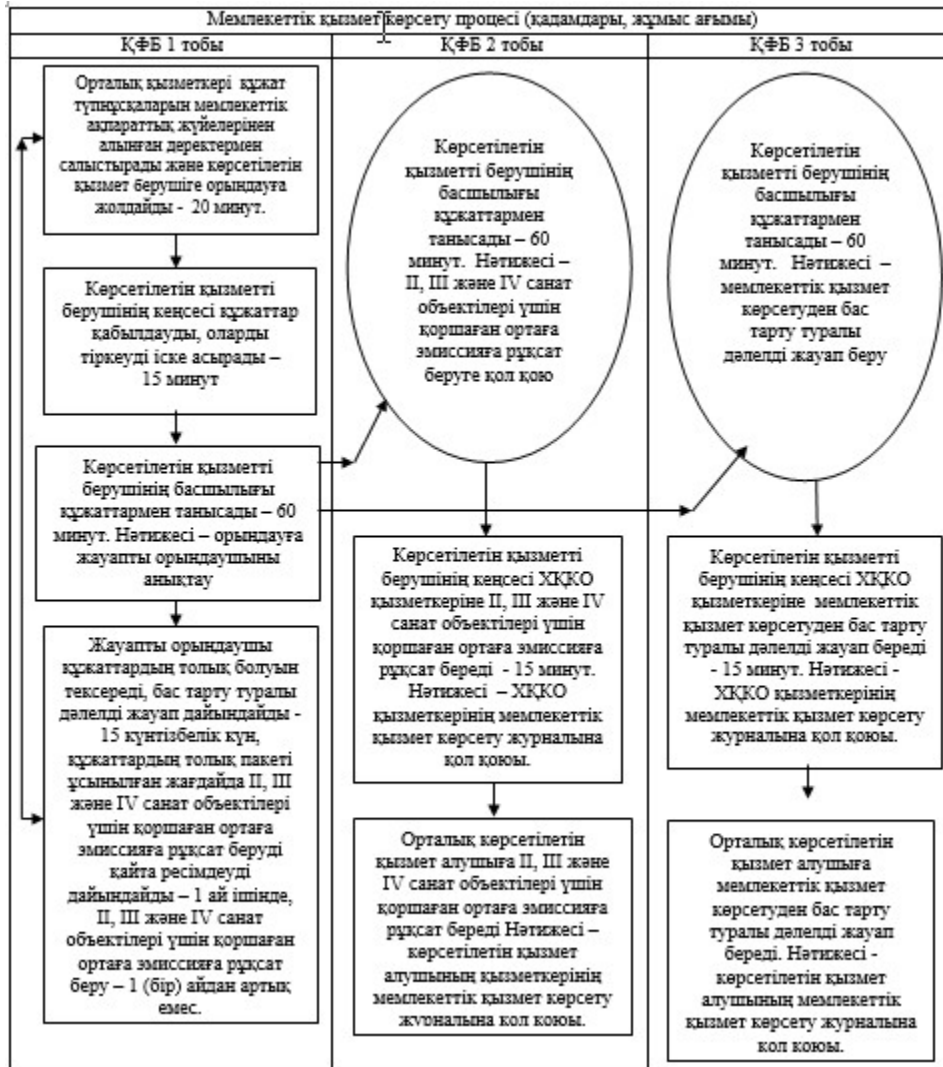 Мемлекеттік қызмет көрсету процесі (қадамдары, жұмыс ағымы)
ҚФБ 1 тобы
ҚФБ 2 тобы
ҚФБ 3 тобы
Орталық қызметкері құжат
түпнұсқаларын мемлекеттік
ақпараттық жүйелерінен
алынған деректермен
салыстырады және көрсетілетін
қызмет берушіге орындауға
жолдайды - 20 минут.
Көрсетілетін қызметті
берушінің кеңсесі құжаттар
қабылдауды, оларды
тіркеуді іске асырады –
15 минут
Көрсетілетін қызметті
берушінің басшылығы
құжаттармен танысады – 60
минут. Нәтижесі – орындауға
жауапты орындаушыны
анықтау
Жауапты орындаушы
құжаттардың толық болуын
тексереді, бас тарту туралы
дәлелді жауап дайындайды -
15 күнтізбелік күн,
құжаттардың толық пакеті
ұсынылған жағдайда II, III
және IV санат объектілері
үшін қоршаған ортаға
эмиссияға рұқсат беруді
қайта ресімдеуді
дайындайды – 1 ай ішінде,
II, III және IV санат
объектілері үшін қоршаған
ортаға эмиссияға рұқсат
беру – 1 (бір) айдан артық
емес.
Көрсетілетін
қызметті берушінің
басшылығы
құжаттармен
танысады – 60
минут. Нәтижесі –
II, III және IV санат
объектілері үшін
қоршаған ортаға
эмиссияға рұқсат
беруге қол қою
Көрсетілетін қызметті
берушінің кеңсесі ХҚКО
қызметкеріне II, III және IV
санат объектілері үшін
қоршаған ортаға эмиссияға
рұқсат береді - 15 минут.
Нәтижесі – ХҚКО
қызметкерінің мемлекеттік
қызмет көрсету журналына
қол қоюы.
Орталық көрсетілетін
қызмет алушыға II, III және
IV санат объектілері үшін
қоршаған ортаға эмиссияға
рұқсат береді Нәтижесі –
көрсетілетін қызмет
алушының қызметкерінің
мемлекеттік қызмет көрсету
журналына қол қоюы.
Көрсетілетін
қызметті берушінің
басшылығы
құжаттармен
танысады – 60
минут. Нәтижесі –
мемлекеттік қызмет
көрсетуден бас
тарту туралы
дәлелді жауап беру
Көрсетілетін қызметті
берушінің кеңсесі ХҚКО
қызметкеріне мемлекеттік
қызмет көрсетуден бас тарту
туралы дәлелді жауап береді
- 15 минут. Нәтижесі -
ХҚКО қызметкерінің
мемлекеттік қызмет көрсету
журналына қол қоюы.
Орталық көрсетілетін
қызмет алушыға
мемлекеттік қызмет
көрсетуден бас тарту
туралы дәлелді жауап
береді. Нәтижесі -
көрсетілетін қызмет
алушының мемлекеттік
қызмет көрсету журналына
қол қоюы.